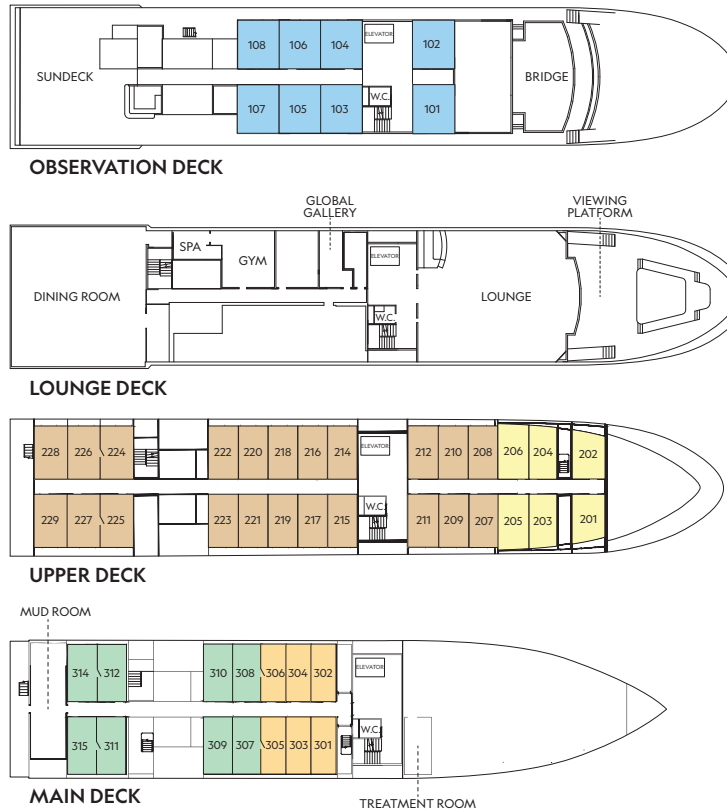 108 106 104 ELEVATOR 102
SUNDECK BRIDGE
W.C.
107 105 103 101
OBSERVATION DECK
GLOBAL
GALLERY
VIEWING
PLATFORM
SPA
GYM
ELEVATOR
DINING ROOM LOUNGE
W.C.
LOUNGE DECK
228 226 224 222 220 218 216 214 ELEVATOR 212 210 208 206 204 202
W.C.
229 227 225 223 221 219 217 215 211 209 207 205 203 201
UPPER DECK
MUD ROOM
314 312 310 308 306 304 302 ELEVATOR
W.C.
315 311 309 307 305 303 301
MAIN DECK
TREATMENT ROOM